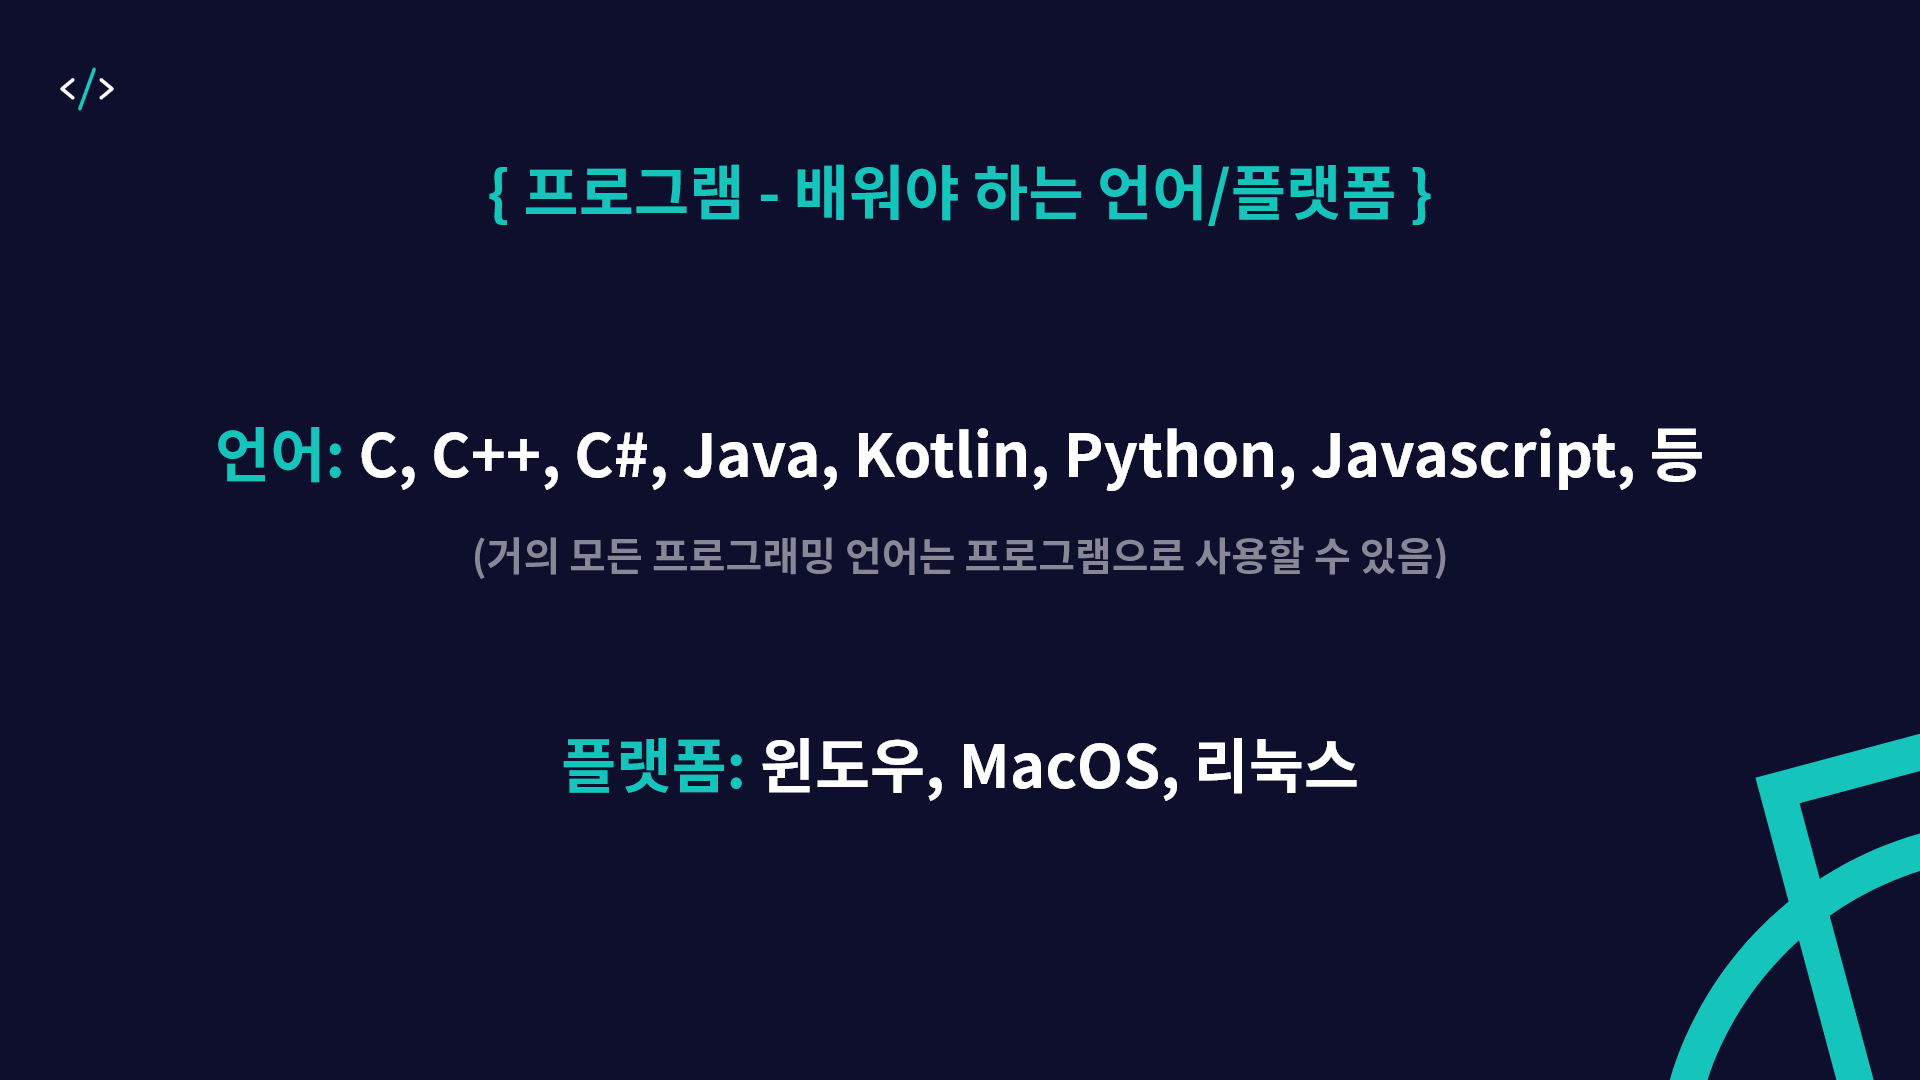 </>
{ 프로그램 - 배워야 하는 언어/플랫폼 }
언어: C, C++, C#, Java, Kotlin, Python, Javascript, 등
(거의 모든 프로그래밍 언어는 프로그램으로 사용할 수 있음)
플랫폼: 윈도우, MacOS, 리눅스